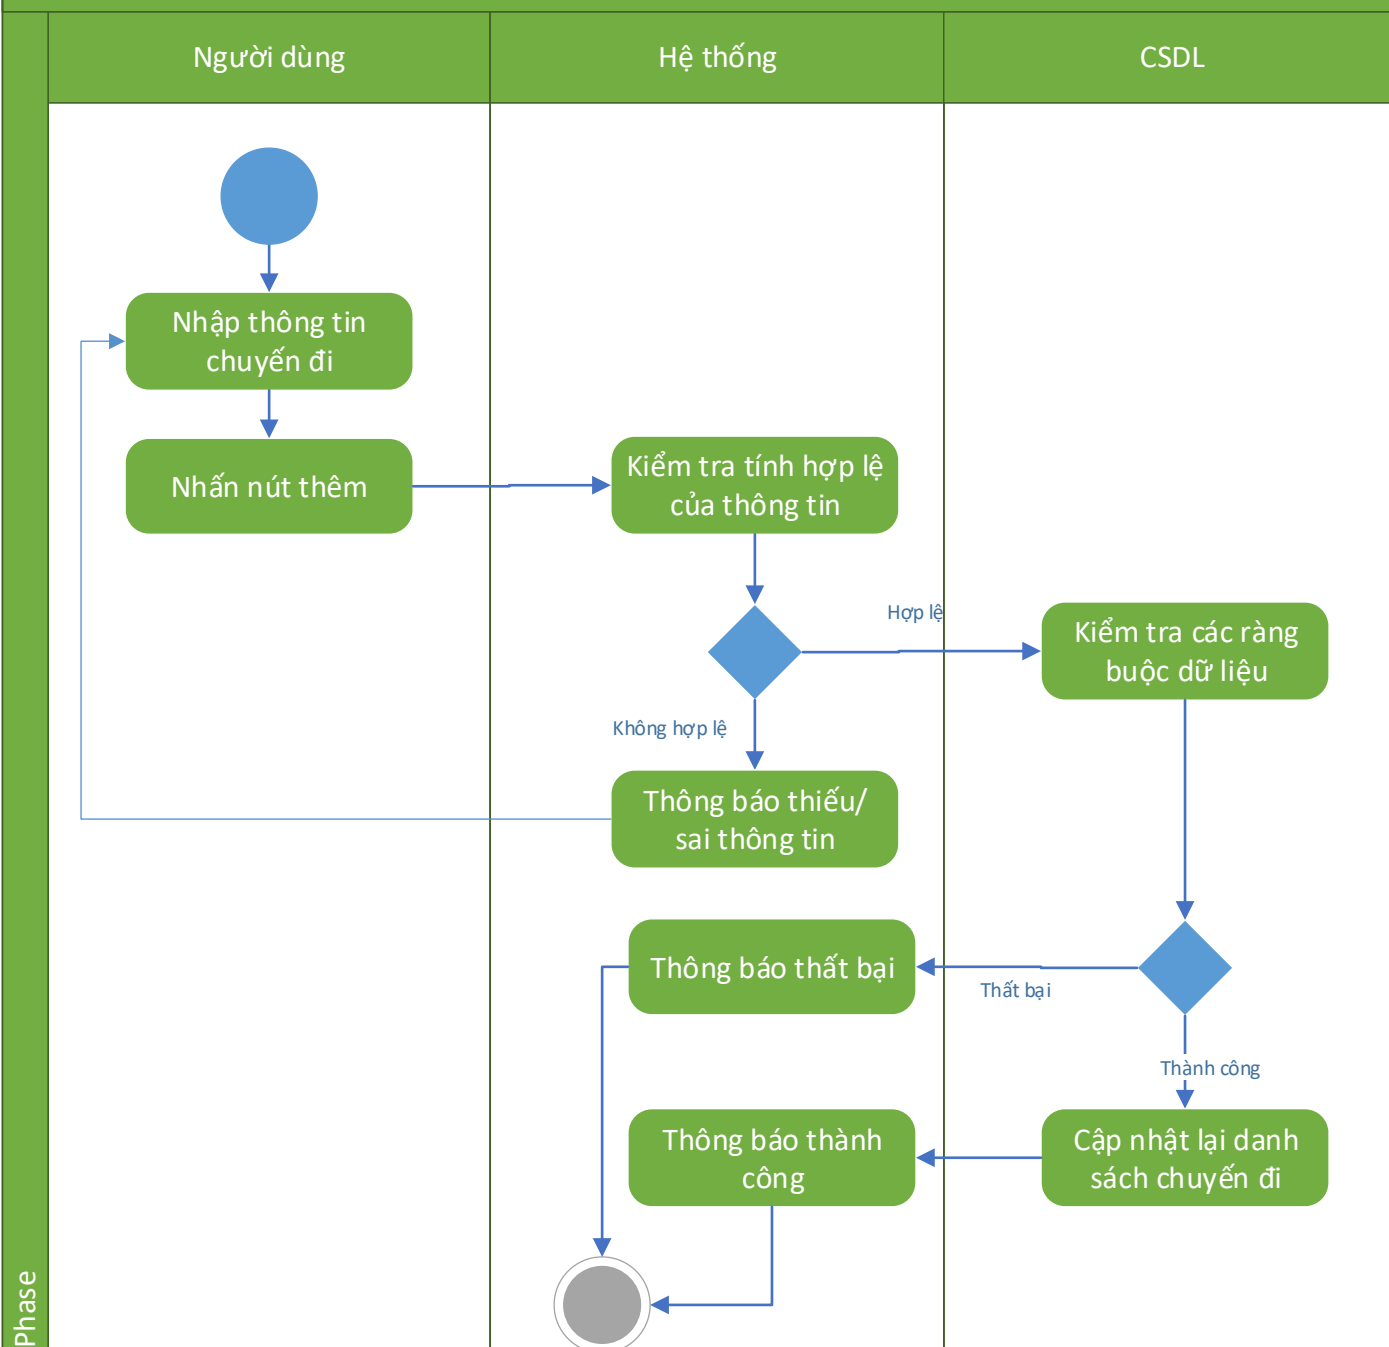 Người dùng
Hệ thống
CSDL
Nhập thông tin
chuyến đi
Nhấn nút thêm
Kiểm tra tính hợp lệ
của thông tin
Hợp lệ
Kiểm tra các ràng
buộc dữ liệu
Không hợp lệ
Thông báo thiếu/
sai thông tin
Thông báo thất bại
Thất bại
Thành công
Thông báo thành
công
Cập nhật lại danh
sách chuyến đi
Phase